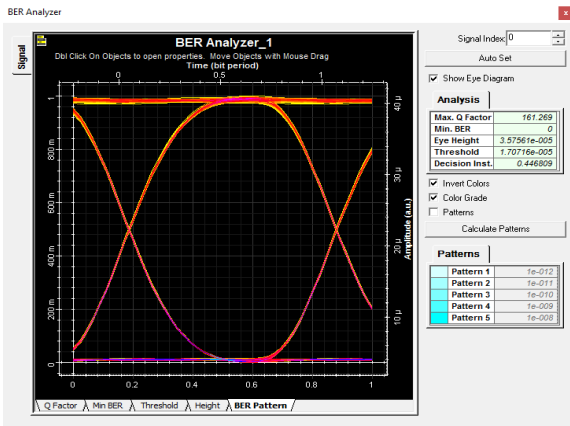 BER Analyzer
x
Signal
BER Analyzer_1
Dbl Click On Objects to open properties. Move Objects with Mouse Drag
Time (bit period)
0 0.5 1
1
800 m
600 m
400 m
200 m
0
40 µ
30 µ
20 µ
10 µ
Amplitude (a.u.)
0 0.2 0.4 0.6 0.8 1
Q Factor Min BER Threshold Height BER Pattern
Signal Index: 0
Auto Set
Show Eye Diagram
Analysis
Max. Q Factor 161.269
Min. BER 0
Eye Height 3.57561e-005
Threshold 1.70716e-005
Decision Inst. 0.446809
Invert Colors
Color Grade
Patterns
Calculate Patterns
Patterns
Pattern 1 1e-012
Pattern 2 1e-011
Pattern 3 1e-010
Pattern 4 1e-009
Pattern 5 1e-008